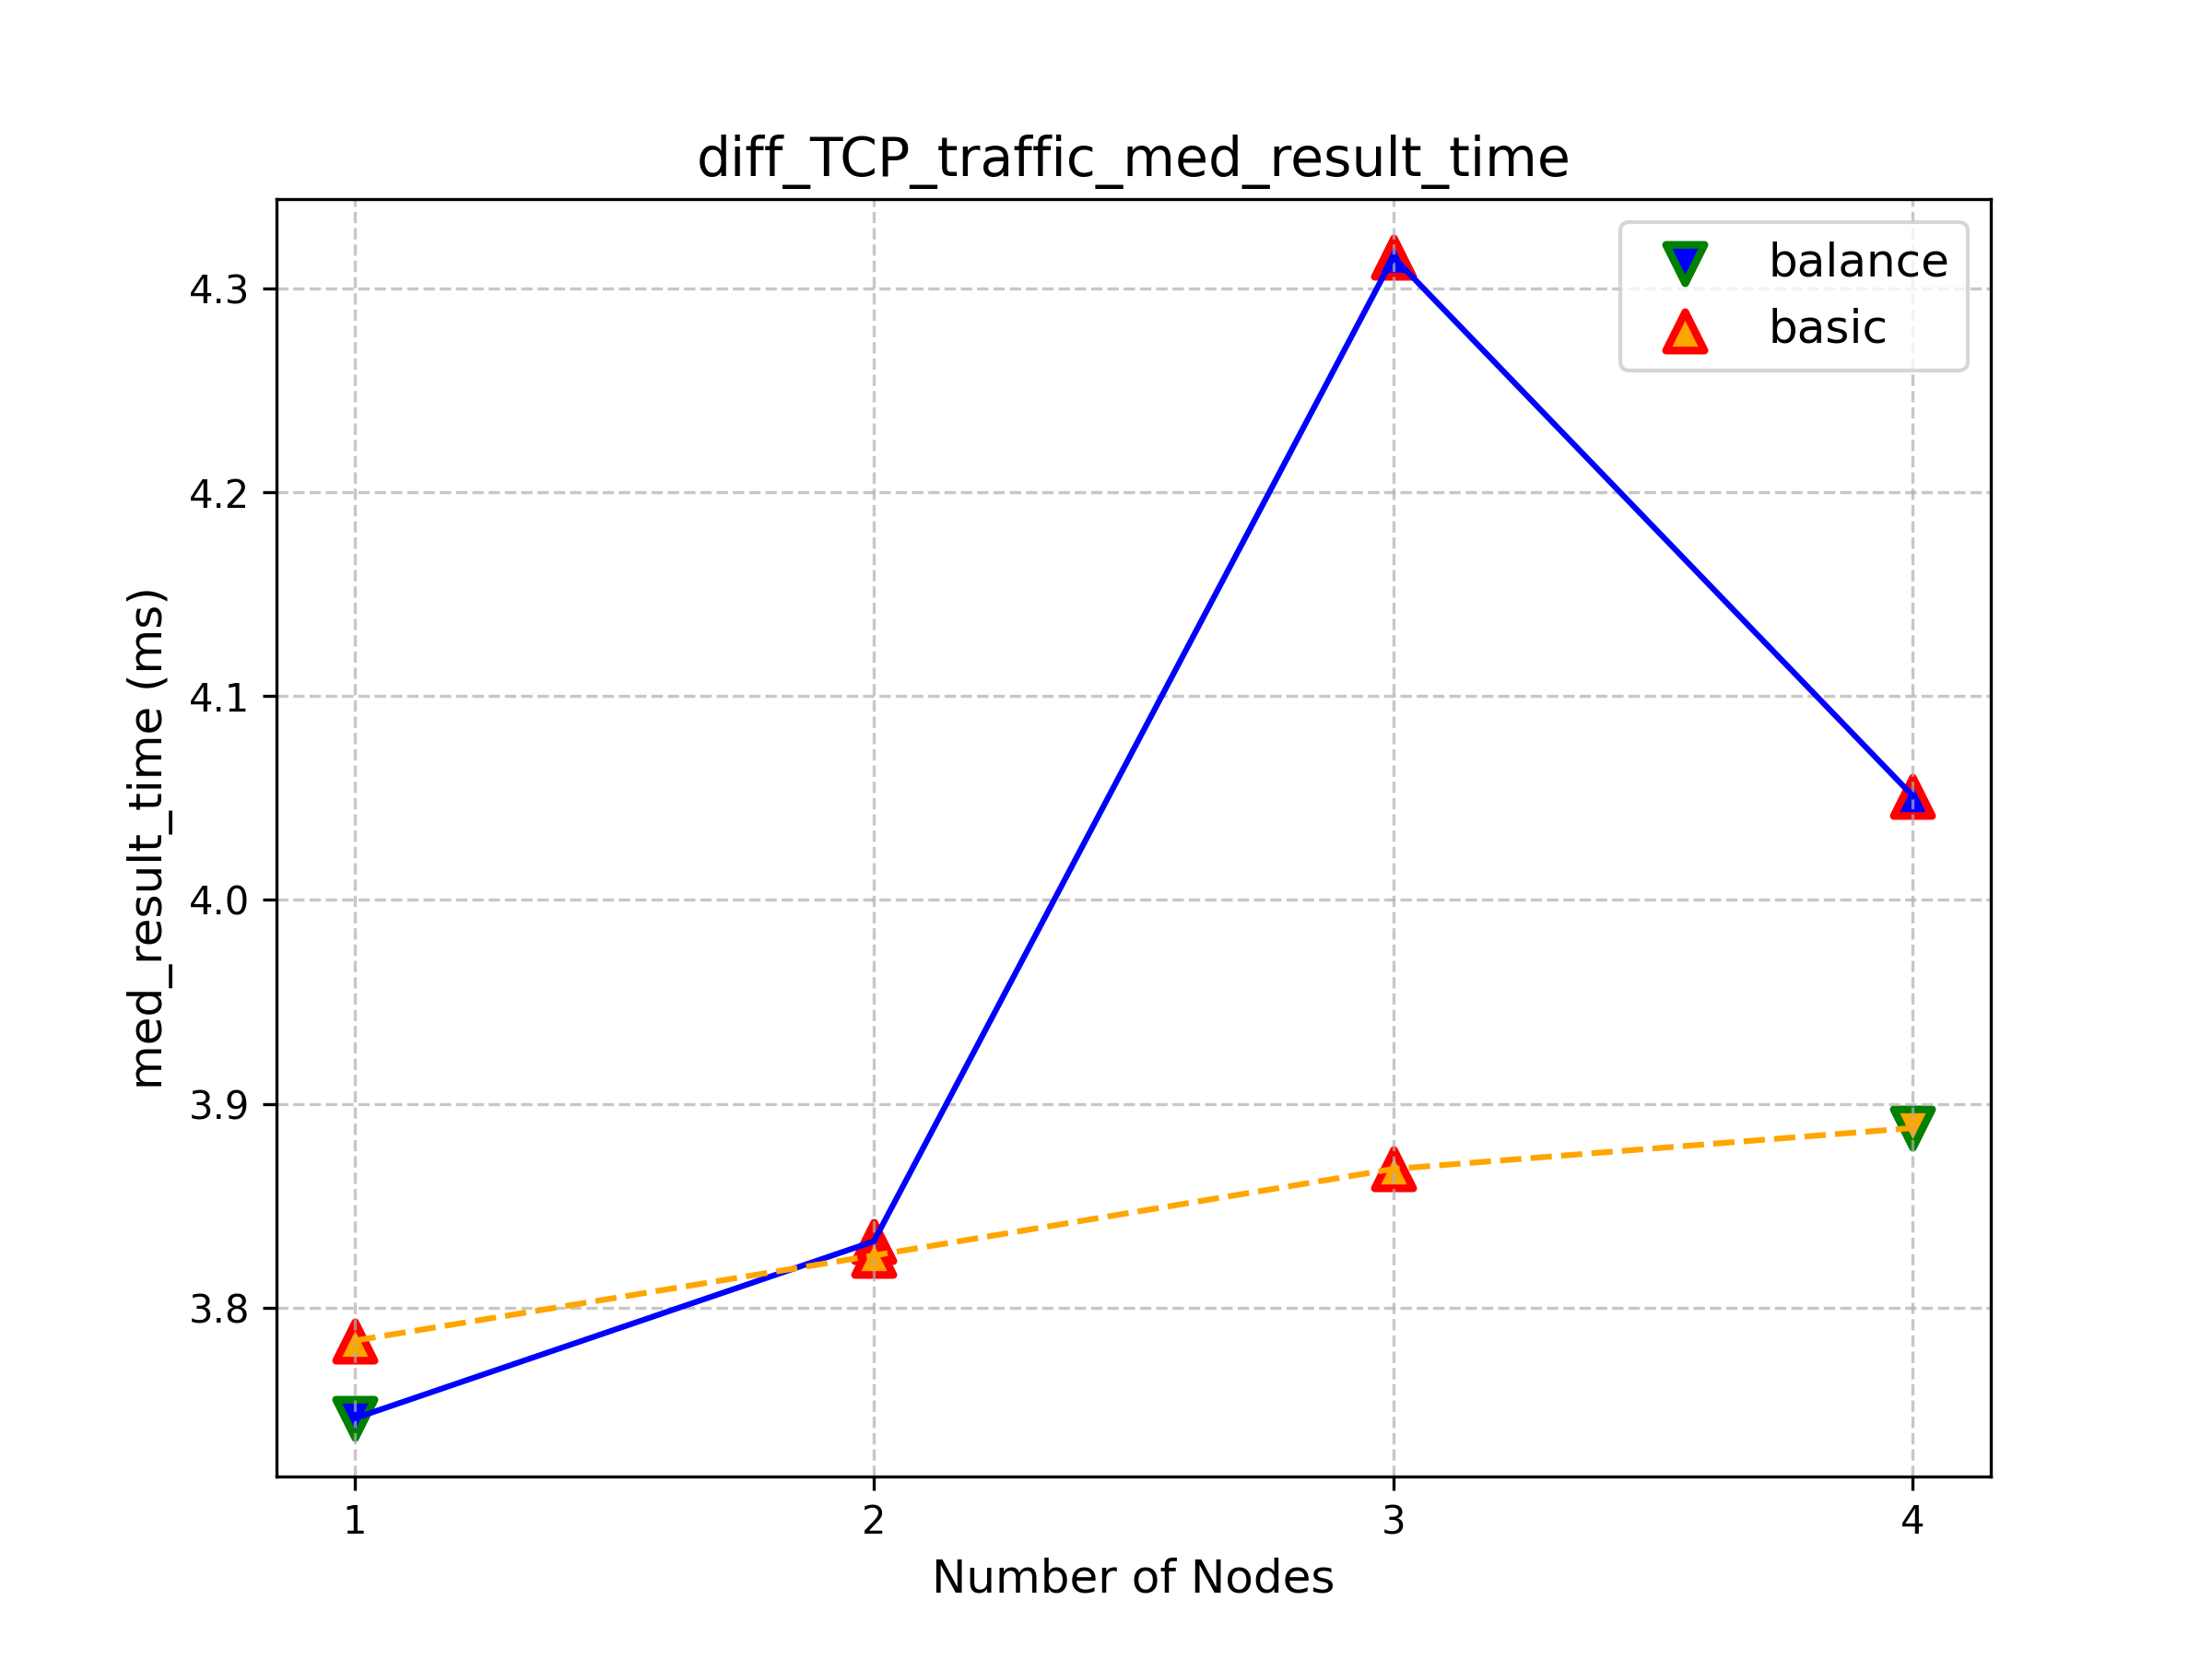 diff_TCP_traffic_med_result_time
balance
basic
med_result_time (ms)
4.3
4.2
4.1
4.0
3.9
3.8
1 2 3 4
Number of Nodes